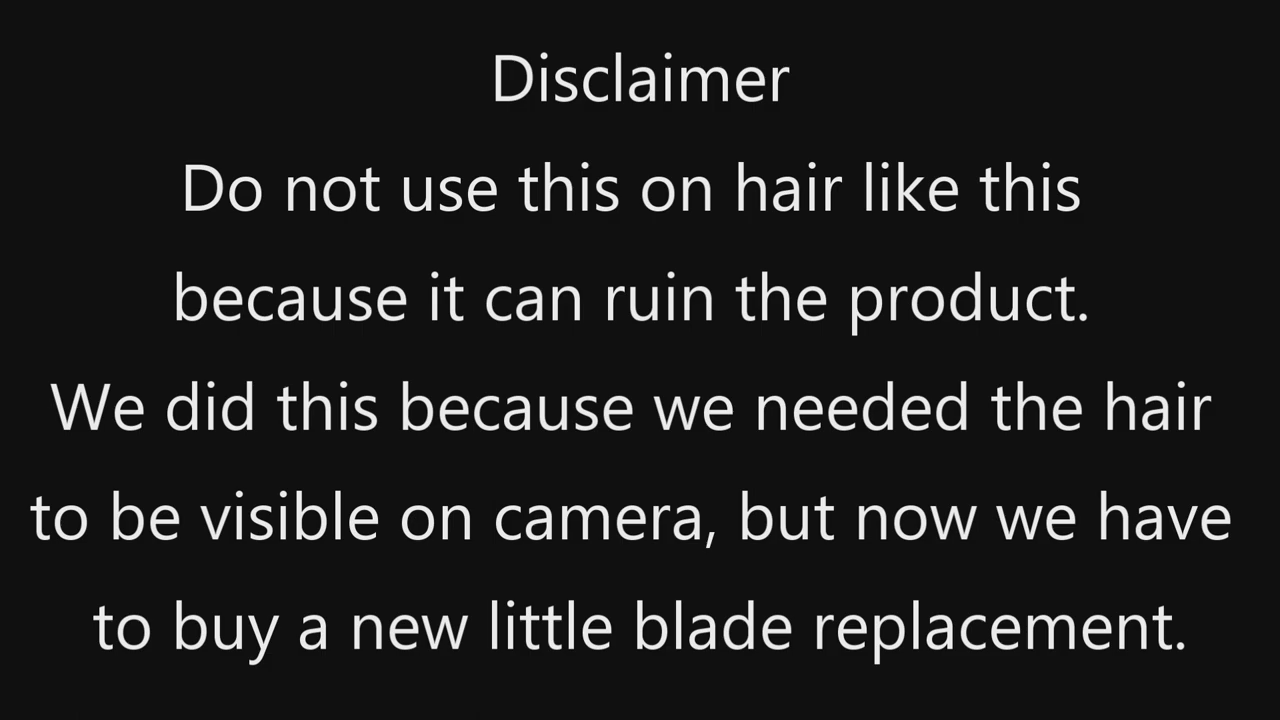 Disclaimer
Do not use this on hair like this
because it can ruin the product.
We did this because we needed the hair
to be visible on camera, but now we have
to buy a new little blade replacement.